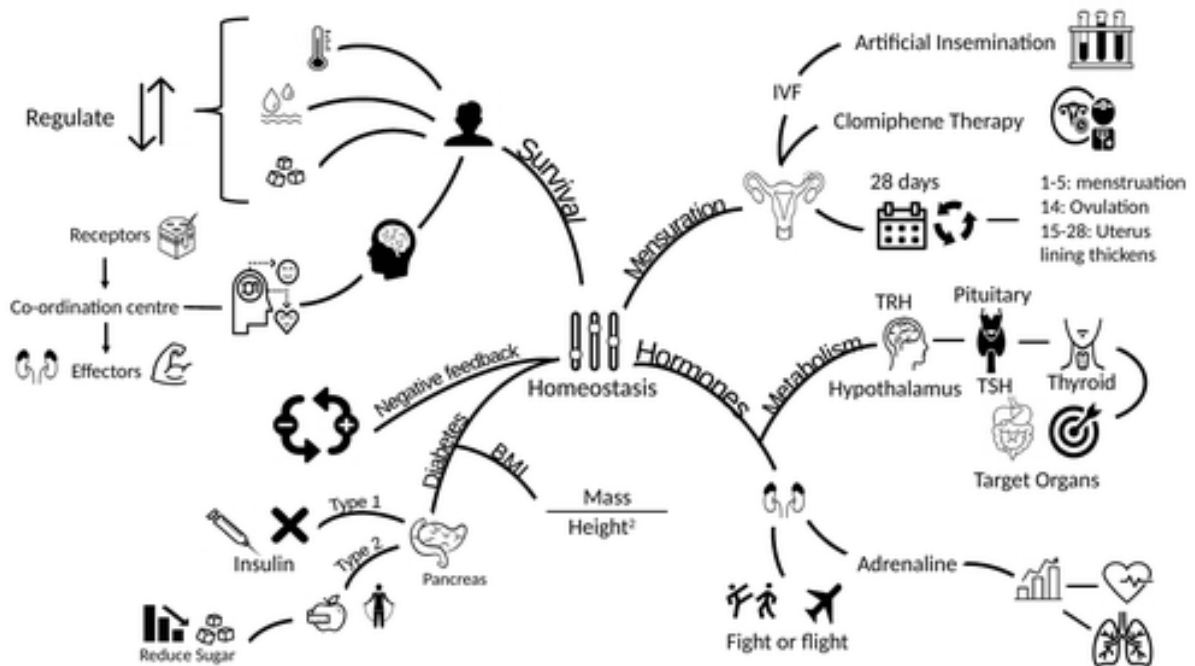 Regulate
Survival
Receptors
Co-ordination centre
Effectors
Artificial Insemination
IVF
Clomiphene Therapy
Mensuration
28 days
1-5: menstruation
14: Ovulation
15-28: Uterus
lining thickens
Homeostasis
Hormones
Metabolism
TRH
Hypothalamus
Pituitary
TSH
Thyroid
Target Organs
Adrenaline
Fight or flight
Negative feedback
Diabetes
BMI
Mass
Height²
Type 1
Insulin
Type 2
Pancreas
Reduce Sugar